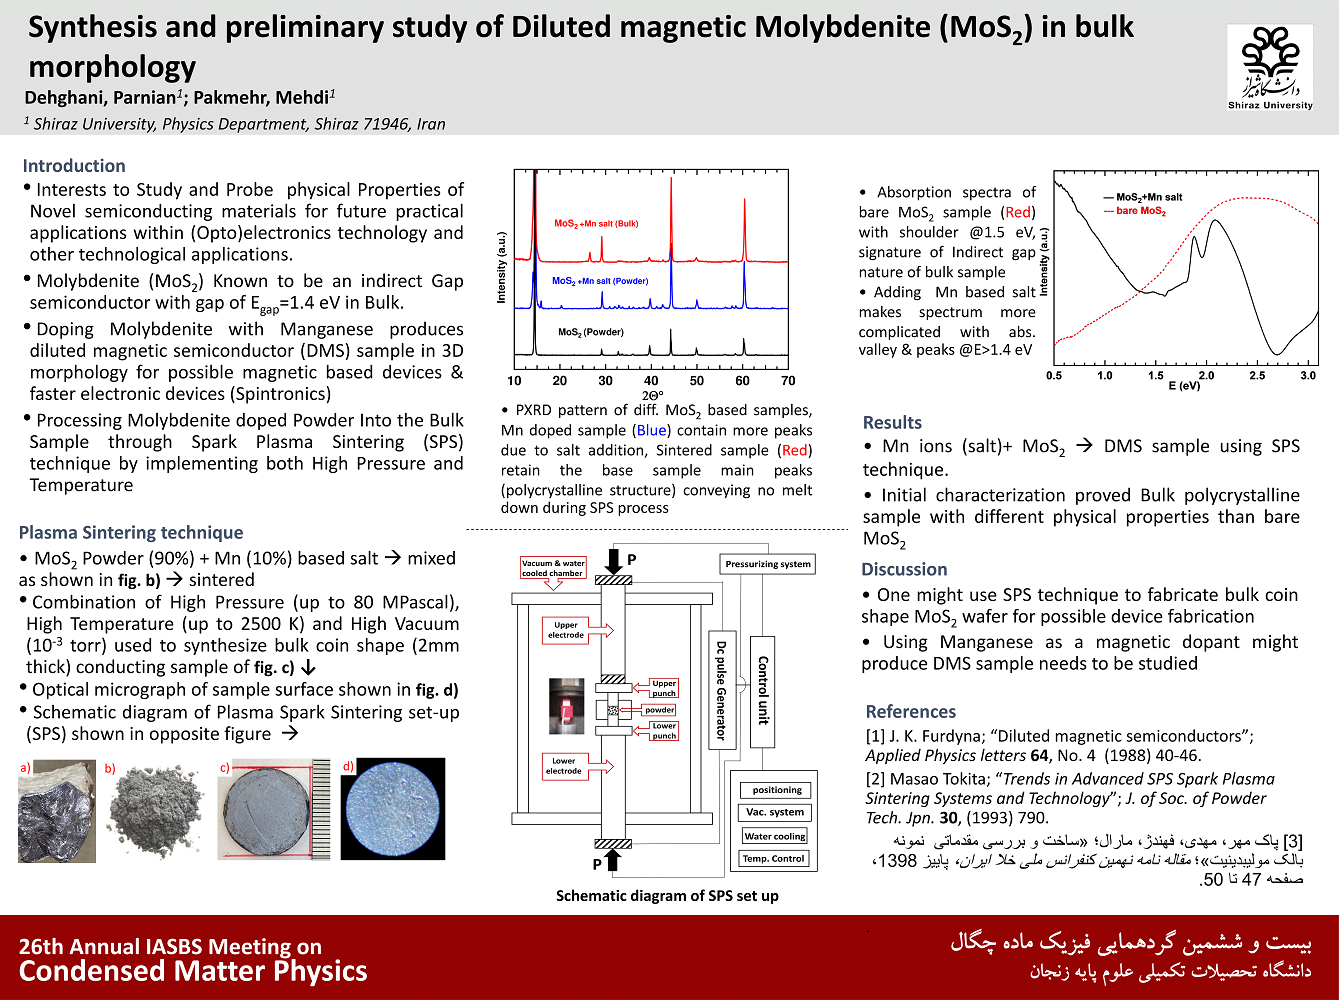 Synthesis and preliminary study of Diluted magnetic Molybdenite (MoS2) in bulk
morphology
Dehghani, Parnian1; Pakmehr, Mehdi1
1 Shiraz University, Physics Department, Shiraz 71946, Iran
دانشگاه شیراز
Shiraz University
Introduction
• Interests to Study and Probe physical Properties of
Novel semiconducting materials for future practical
applications within (Opto)electronics technology and
other technological applications.
• Molybdenite (MoS2) Known to be an indirect Gap
semiconductor with gap of Egap=1.4 eV in Bulk.
• Doping Molybdenite with Manganese produces
diluted magnetic semiconductor (DMS) sample in 3D
morphology for possible magnetic based devices &
faster electronic devices (Spintronics)
• Processing Molybdenite doped Powder Into the Bulk
Sample through Spark Plasma Sintering (SPS)
technique by implementing both High Pressure and
Temperature
Plasma Sintering technique
• MoS2 Powder (90%) + Mn (10%) based salt → mixed
as shown in fig. b) → sintered
• Combination of High Pressure (up to 80 MPascal),
High Temperature (up to 2500 K) and High Vacuum
(10-3 torr) used to synthesize bulk coin shape (2mm
thick) conducting sample of fig. c) ↓
• Optical micrograph of sample surface shown in fig. d)
• Schematic diagram of Plasma Spark Sintering set-up
(SPS) shown in opposite figure →
a) b) c) d)
Intensity (a.u.)
MoS2 +Mn salt (Bulk)
MoS2 +Mn salt (Powder)
MoS2 (Powder)
10 20 30 40 50 60 70
2Θ°
• PXRD pattern of diff. MoS2 based samples,
Mn doped sample (Blue) contain more peaks
due to salt addition, Sintered sample (Red)
retain the base sample main peaks
(polycrystalline structure) conveying no melt
down during SPS process
Vacuum & water
cooled chamber
P
Pressurizing system
Upper
electrode
Dc pulse Generator
Control unit
Upper
punch
powder
Lower
punch
Lower
electrode
positioning
Vac. system
Water cooling
Temp. Control
P
Schematic diagram of SPS set up
• Absorption spectra of
bare MoS2 sample (Red)
with shoulder @1.5 eV,
signature of Indirect gap
nature of bulk sample
• Adding Mn based salt
makes spectrum more
complicated with abs.
valley & peaks @E>1.4 eV
Intensity (a.u.)
MoS2+Mn salt
bare MoS2
0.5 1.0 1.5 2.0 2.5 3.0
E (eV)
Results
• Mn ions (salt)+ MoS2 → DMS sample using SPS
technique.
• Initial characterization proved Bulk polycrystalline
sample with different physical properties than bare
MoS2
Discussion
• One might use SPS technique to fabricate bulk coin
shape MoS2 wafer for possible device fabrication
• Using Manganese as a magnetic dopant might
produce DMS sample needs to be studied
References
[1] J. K. Furdyna; “Diluted magnetic semiconductors”;
Applied Physics letters 64, No. 4 (1988) 40-46.
[2] Masao Tokita; “Trends in Advanced SPS Spark Plasma
Sintering Systems and Technology”; J. of Soc. of Powder
Tech. Jpn. 30, (1993) 790.
[3] پاک مهر، مهدی، فهندژ، مارال؛ «ساخت و بررسی مقدماتی نمونه
بالک مولیبدینیت»؛ مقاله نامه نهمین کنفرانس ملی خلا ایران، پاییز 1398،
صفحه 47 تا 50.
26th Annual IASBS Meeting on
Condensed Matter Physics
بیست و ششمین گردهمایی فیزیک ماده چگال
دانشگاه تحصیلات تکمیلی علوم پایه زنجان